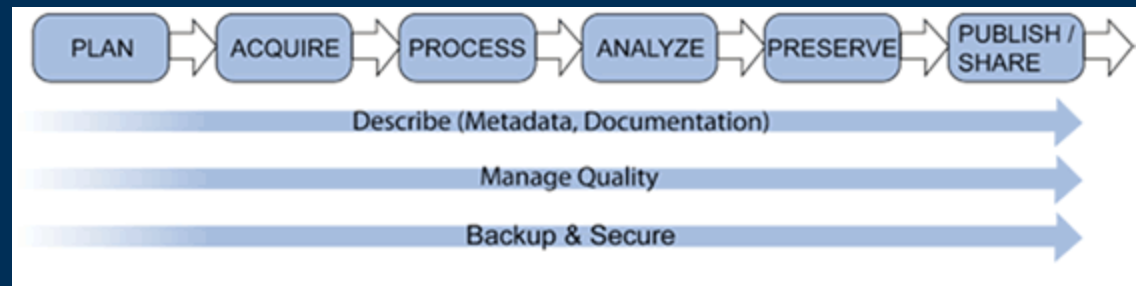 PLAN
ACQUIRE
PROCESS
ANALYZE
PRESERVE
PUBLISH /
SHARE
Describe (Metadata, Documentation)
Manage Quality
Backup & Secure